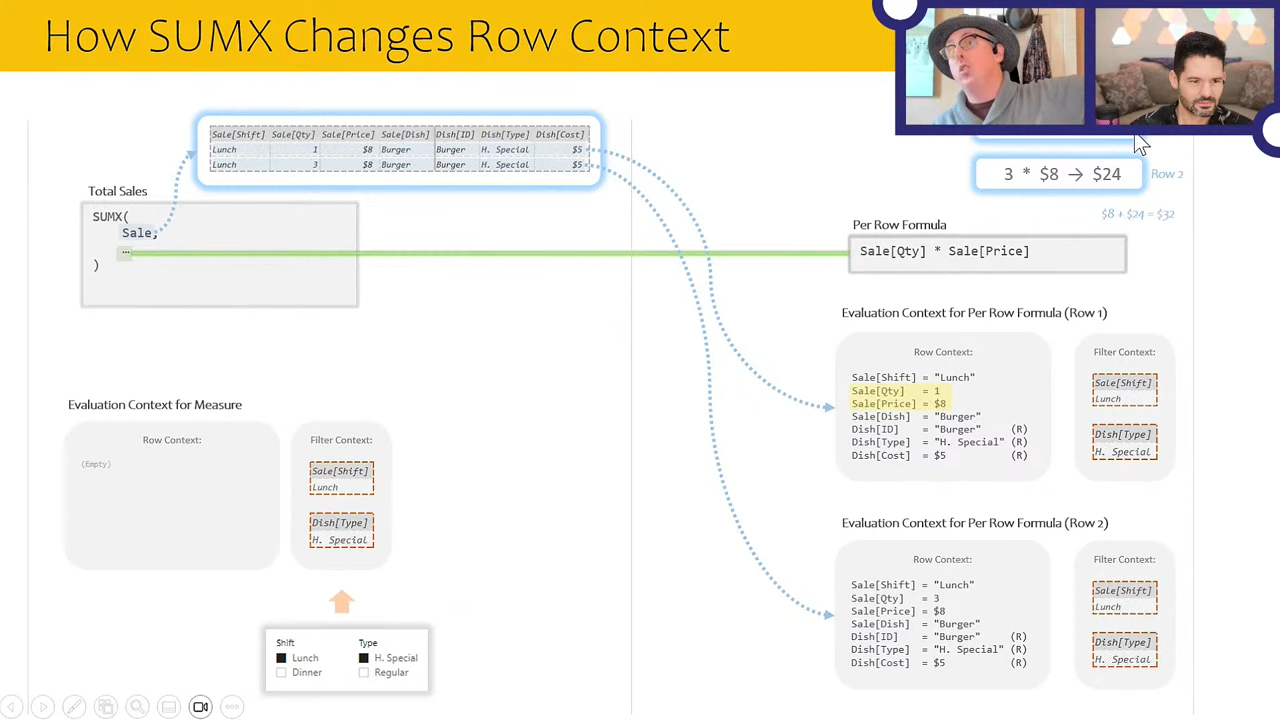 How SUMX Changes Row Context
Sale[Shift] Sale[Qty] Sale[Price] Sale[Dish] Dish[ID] Dish[Type] Dish[Cost]
Lunch 1 $8 Burger Burger H. Special $5
Lunch 3 $8 Burger Burger H. Special $5
3 * $8 → $24 Row 2
$8 + $24 = $32
Total Sales
SUMX(
Sale,
…
)
Per Row Formula
Sale[Qty] * Sale[Price]
Evaluation Context for Per Row Formula (Row 1)
Row Context:
Sale[Shift] = "Lunch"
Sale[Qty] = 1
Sale[Price] = $8
Sale[Dish] = "Burger"
Dish[ID] = "Burger" (R)
Dish[Type] = "H. Special" (R)
Dish[Cost] = $5 (R)
Filter Context:
Sale[Shift]
Lunch
Dish[Type]
H. Special
Evaluation Context for Measure
Row Context:
(Empty)
Filter Context:
Sale[Shift]
Lunch
Dish[Type]
H. Special
Evaluation Context for Per Row Formula (Row 2)
Row Context:
Sale[Shift] = "Lunch"
Sale[Qty] = 3
Sale[Price] = $8
Sale[Dish] = "Burger"
Dish[ID] = "Burger" (R)
Dish[Type] = "H. Special" (R)
Dish[Cost] = $5 (R)
Filter Context:
Sale[Shift]
Lunch
Dish[Type]
H. Special
Shift Type
Lunch H. Special
Dinner Regular